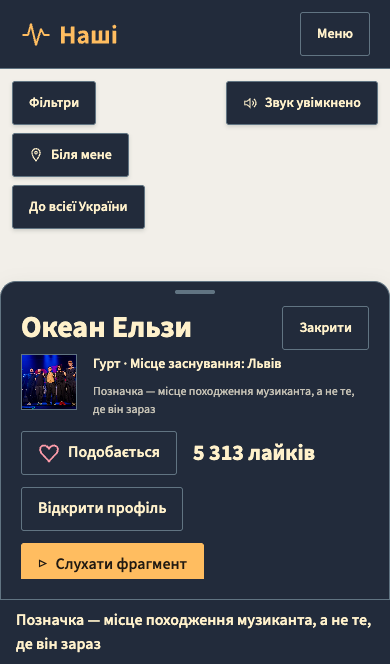 Наші
Меню
Фільтри
Звук увімкнено
Біля мене
До всієї України
Океан Ельзи
Закрити
Гурт · Місце заснування: Львів
Позначка — місце походження музиканта, а не те,
де він зараз
Подобається
5 313 лайків
Відкрити профіль
Слухати фрагмент
Позначка — місце походження музиканта, а не те,
де він зараз